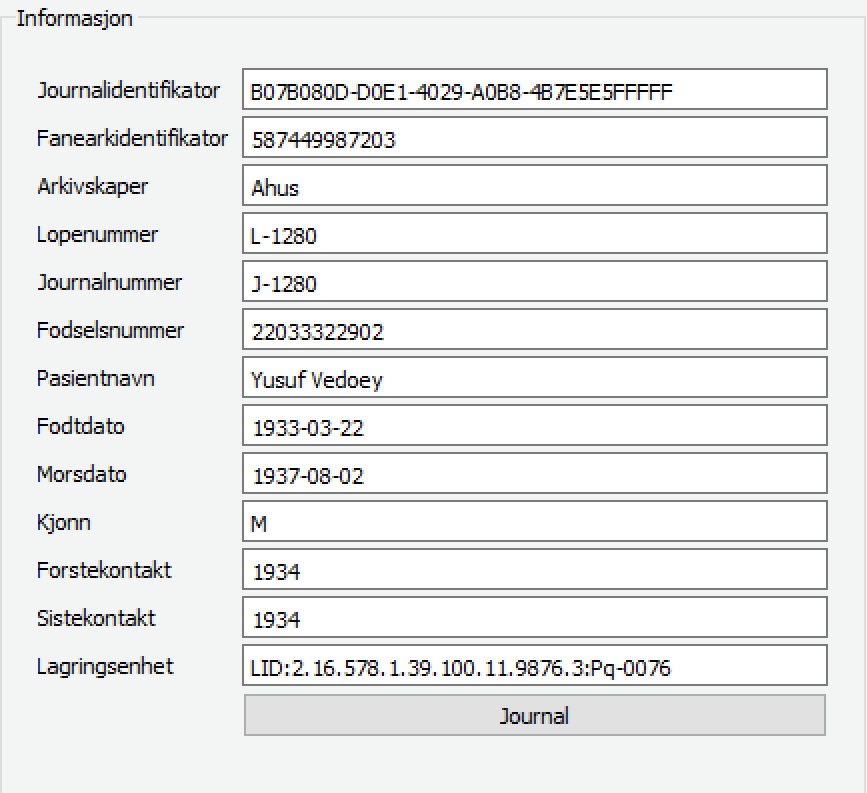 Informasjon
Journalidentifikator B07B080D-D0E1-4029-A0B8-4B7E5E5FFFFF
Fanearkidentifikator 587449987203
Arkivskaper Ahus
Lopenummer L-1280
Journalnummer J-1280
Fodselsnummer 22033322902
Pasientnavn Yusuf Vedoey
Fodtdato 1933-03-22
Morsdato 1937-08-02
Kjonn M
Forstekontakt 1934
Sistekontakt 1934
Lagringsenhet LID:2.16.578.1.39.100.11.9876.3:Pq-0076
Journal